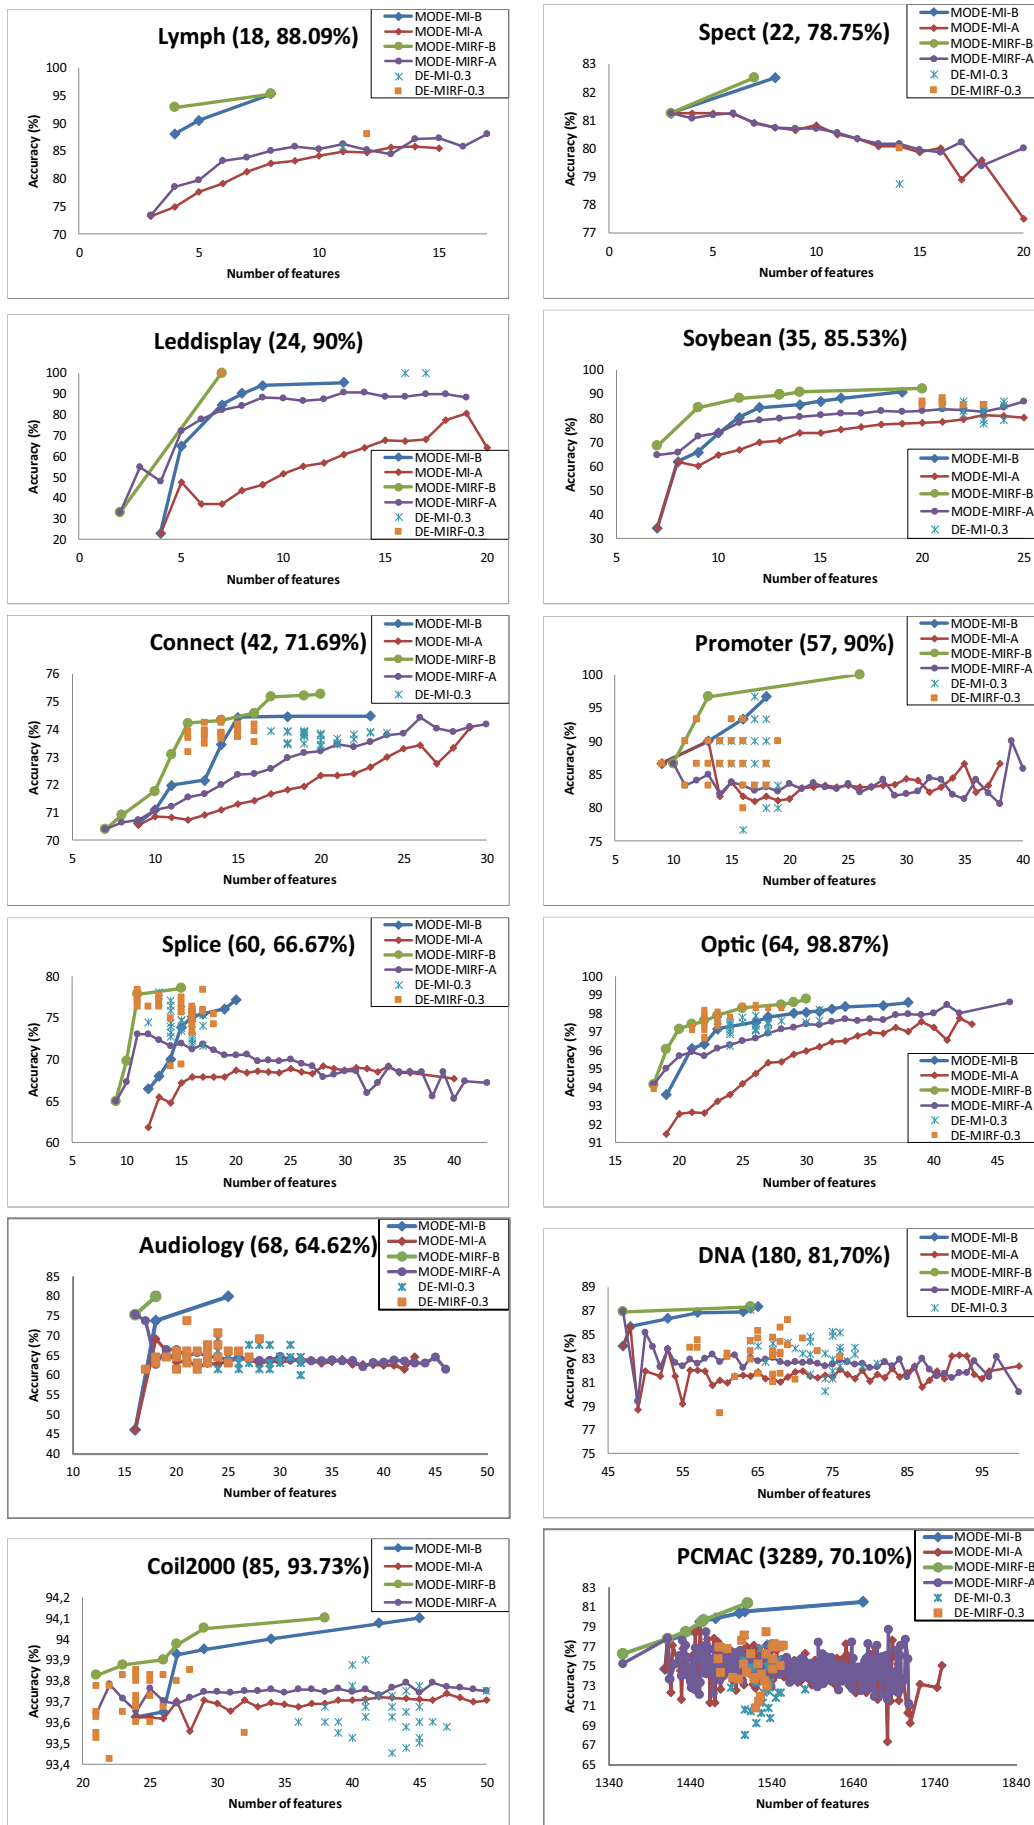 Lymph (18, 88.09%)
MODE-MI-B
MODE-MI-A
MODE-MIRF-B
MODE-MIRF-A
DE-MI-0.3
DE-MIRF-0.3
Accuracy (%)
100
95
90
85
80
75
70
0 5 10 15
Number of features
Spect (22, 78.75%)
MODE-MI-B
MODE-MI-A
MODE-MIRF-B
MODE-MIRF-A
DE-MI-0.3
DE-MIRF-0.3
Accuracy (%)
83
82
81
80
79
78
77
0 5 10 15 20
Number of features
Leddisplay (24, 90%)
Accuracy (%)
100
90
80
70
60
50
40
30
20
MODE-MI-B
MODE-MI-A
MODE-MIRF-B
MODE-MIRF-A
DE-MI-0.3
DE-MIRF-0.3
0 5 10 15 20
Number of features
Soybean (35, 85.53%)
Accuracy (%)
100
90
80
70
60
50
40
30
MODE-MI-B
MODE-MI-A
MODE-MIRF-B
MODE-MIRF-A
DE-MI-0.3
5 10 15 20 25
Number of features
Connect (42, 71.69%)
MODE-MI-B
MODE-MI-A
MODE-MIRF-B
MODE-MIRF-A
DE-MI-0.3
Accuracy (%)
76
75
74
73
72
71
70
5 10 15 20 25 30
Number of features
Promoter (57, 90%)
MODE-MI-B
MODE-MI-A
MODE-MIRF-B
MODE-MIRF-A
DE-MI-0.3
DE-MIRF-0.3
Accuracy (%)
100
95
90
85
80
75
5 10 15 20 25 30 35 40
Number of features
Splice (60, 66.67%)
MODE-MI-B
MODE-MI-A
MODE-MIRF-B
MODE-MIRF-A
DE-MI-0.3
DE-MIRF-0.3
Accuracy (%)
80
75
70
65
60
5 10 15 20 25 30 35 40
Number of features
Optic (64, 98.87%)
Accuracy (%)
100
99
98
97
96
95
94
93
92
91
MODE-MI-B
MODE-MI-A
MODE-MIRF-B
MODE-MIRF-A
DE-MI-0.3
DE-MIRF-0.3
15 20 25 30 35 40 45
Number of features
Audiology (68, 64.62%)
MODE-MI-B
MODE-MI-A
MODE-MIRF-B
MODE-MIRF-A
DE-MI-0.3
DE-MIRF-0.3
Accuracy (%)
85
80
75
70
65
60
55
50
45
40
10 15 20 25 30 35 40 45 50
Number of features
DNA (180, 81,70%)
MODE-MI-B
MODE-MI-A
MODE-MIRF-B
MODE-MIRF-A
DE-MI-0.3
Accuracy (%)
89
87
85
83
81
79
77
75
45 55 65 75 85 95
Number of features
Coil2000 (85, 93.73%)
MODE-MI-B
MODE-MI-A
MODE-MIRF-B
MODE-MIRF-A
Accuracy (%)
94,2
94,1
94
93,9
93,8
93,7
93,6
93,5
93,4
20 25 30 35 40 45 50
Number of features
PCMAC (3289, 70.10%)
MODE-MI-B
MODE-MI-A
MODE-MIRF-B
MODE-MIRF-A
DE-MI-0.3
DE-MIRF-0.3
Accuracy (%)
83
81
79
77
75
73
71
69
67
65
1340 1440 1540 1640 1740 1840
Number of features